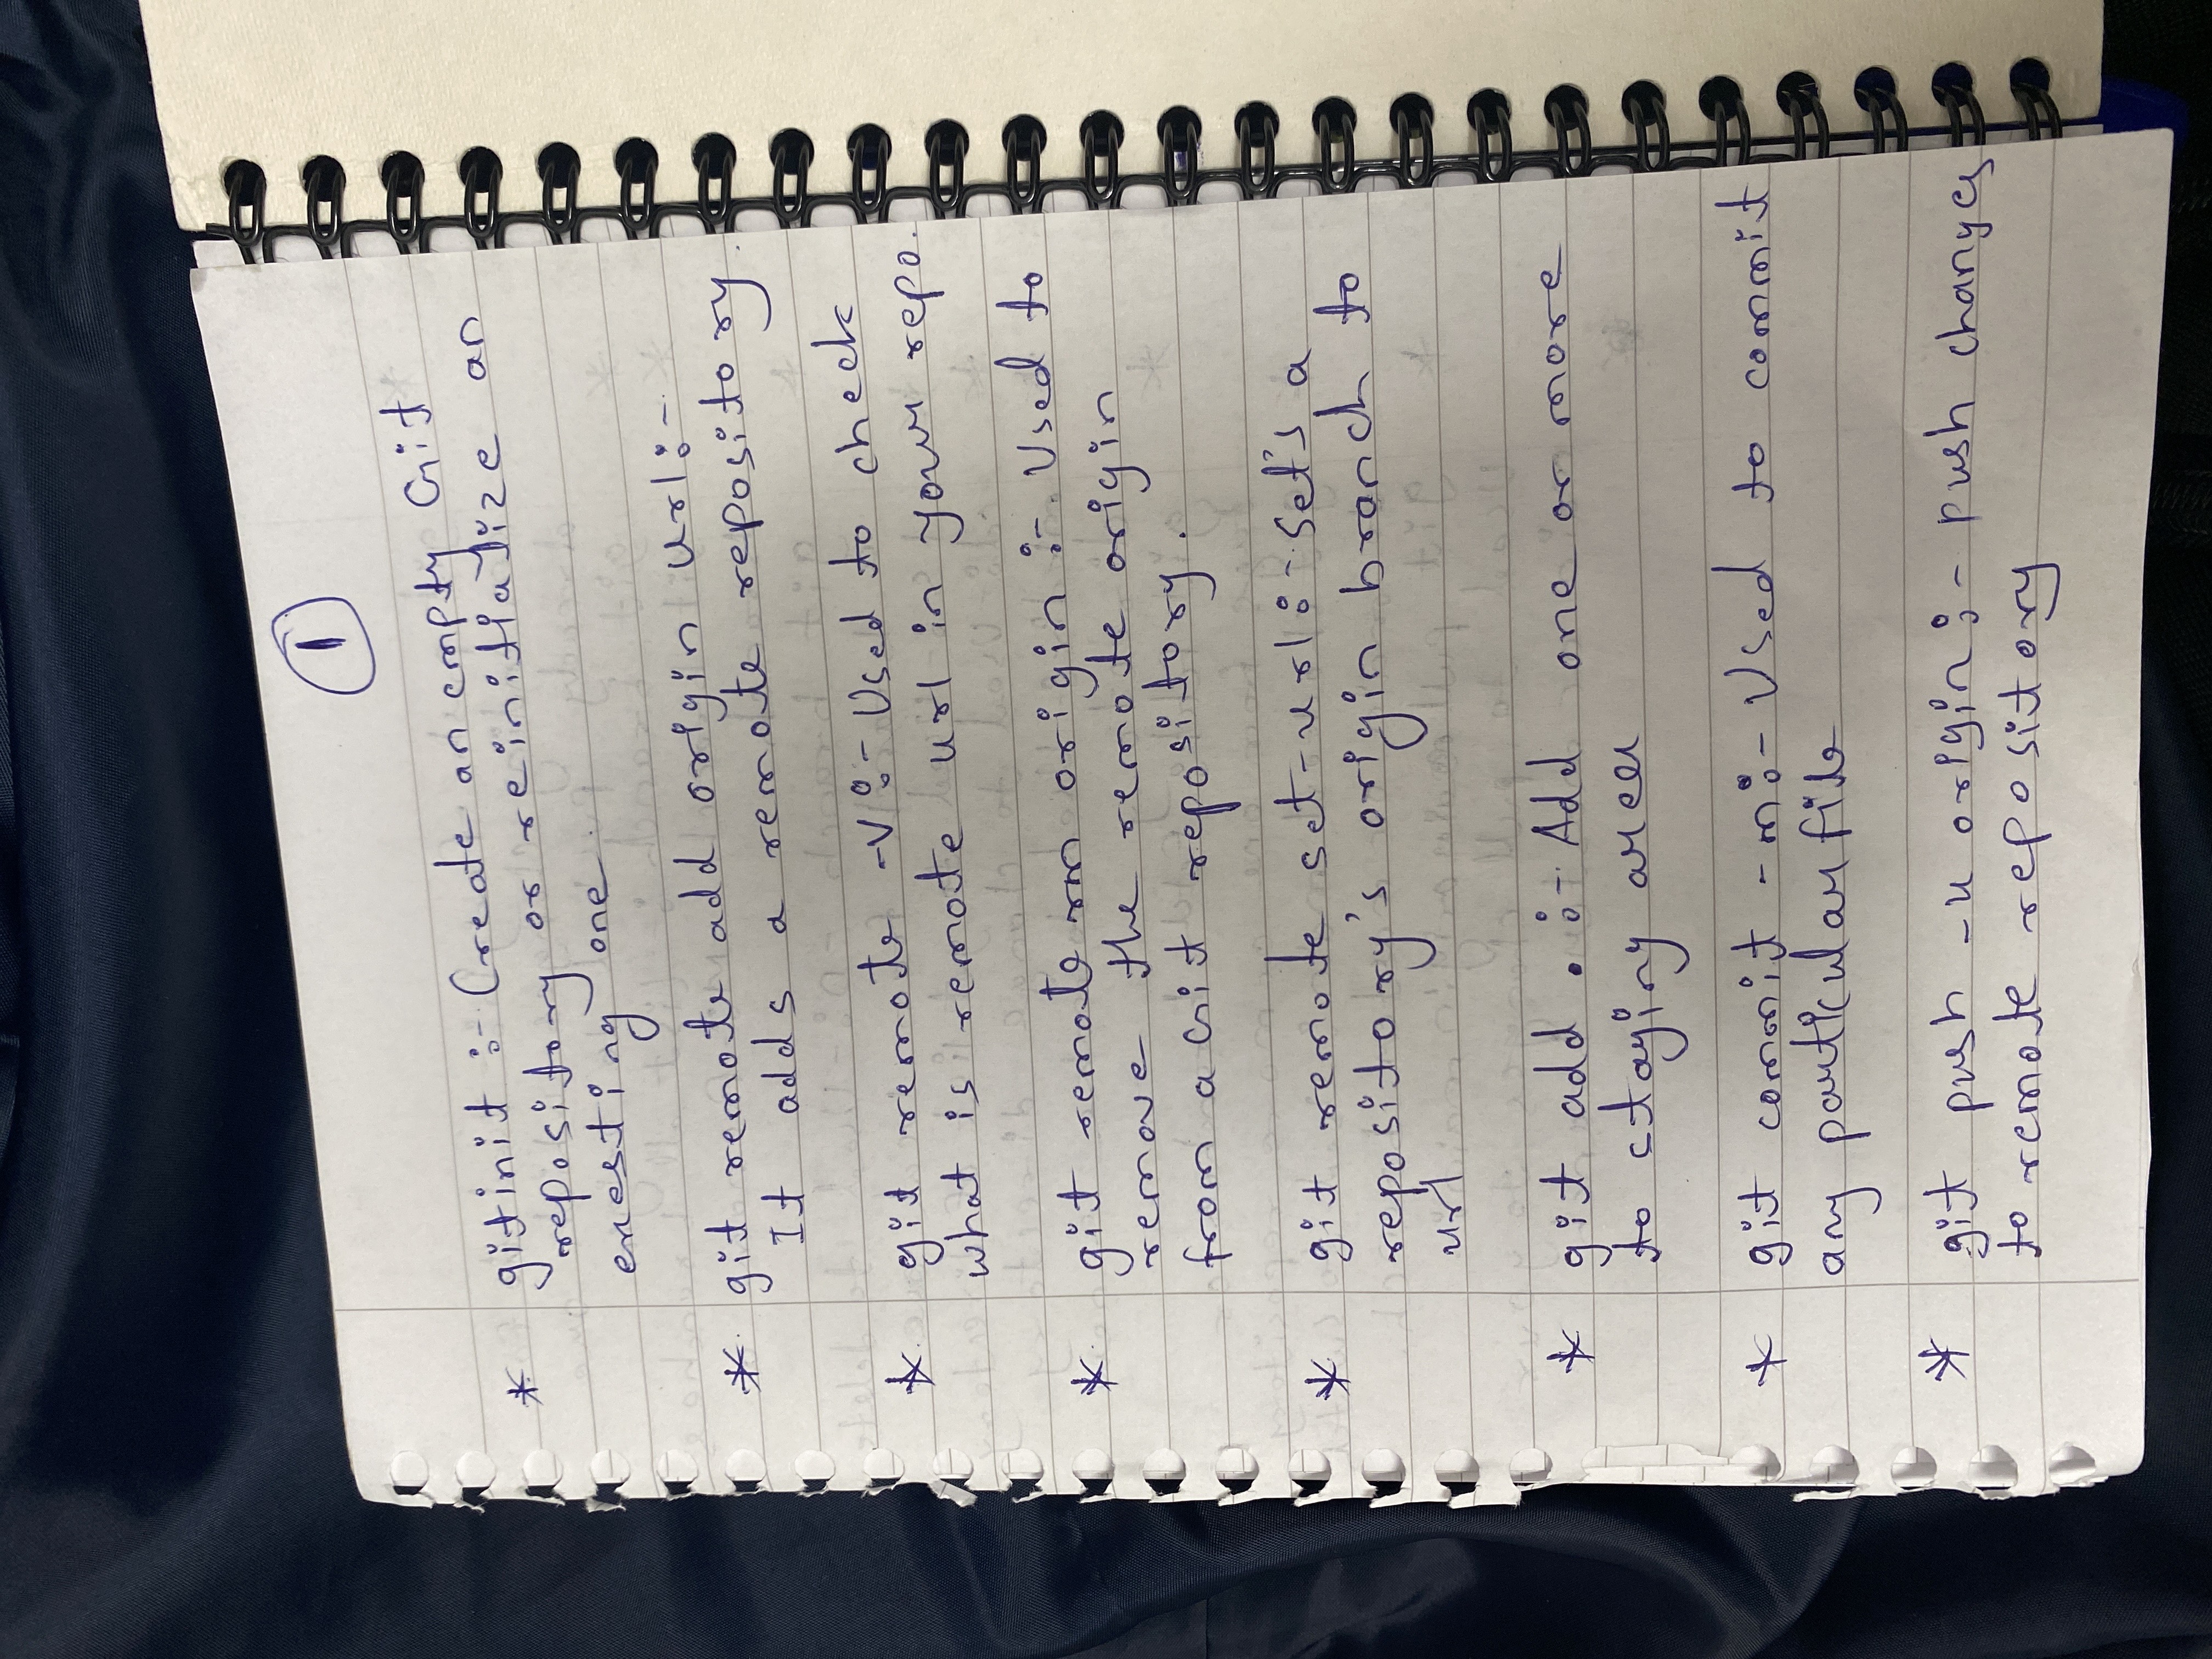 1
* gitinit :- Create an empty Git
repository or reinitialize an
exesting one.
* git remote add origin url:-
It adds a remote repository.
* git remote -v :- Used to check
what is remote url in your repo.
* git remote rm origin :- Used to
remove the remote origin
from a Git repository.
* git remote set-url :- Set's a
repository's origin branch to
url
* git add . :- Add one or more
to staying area
* git commit -m :- Used to commit
any particular file
* git push -u origin ;- push changes
to remote repository